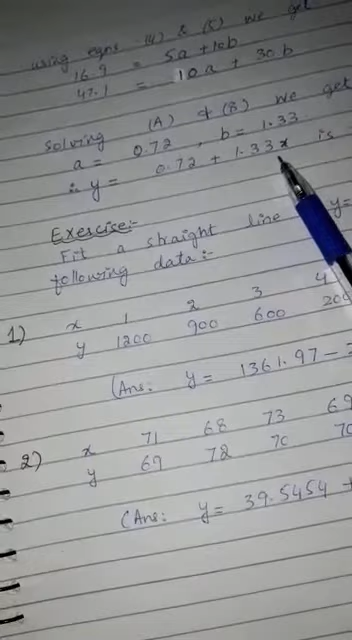 using eqns (4) & (5) we get
16.9 = 5a + 10b
47.1 = 10a + 30b
Solving (A) & (B) we get
a = 0.72 , b = 1.33
∴ y = 0.72 + 1.33x is
Exercise:-
Fit a straight line y=
following data:-
1) x 1 2 3 4
y 1200 900 600 200
(Ans: y = 1361.97 -
2) x 71 68 73 69
y 69 72 70 70
(Ans: y = 39.5454 +